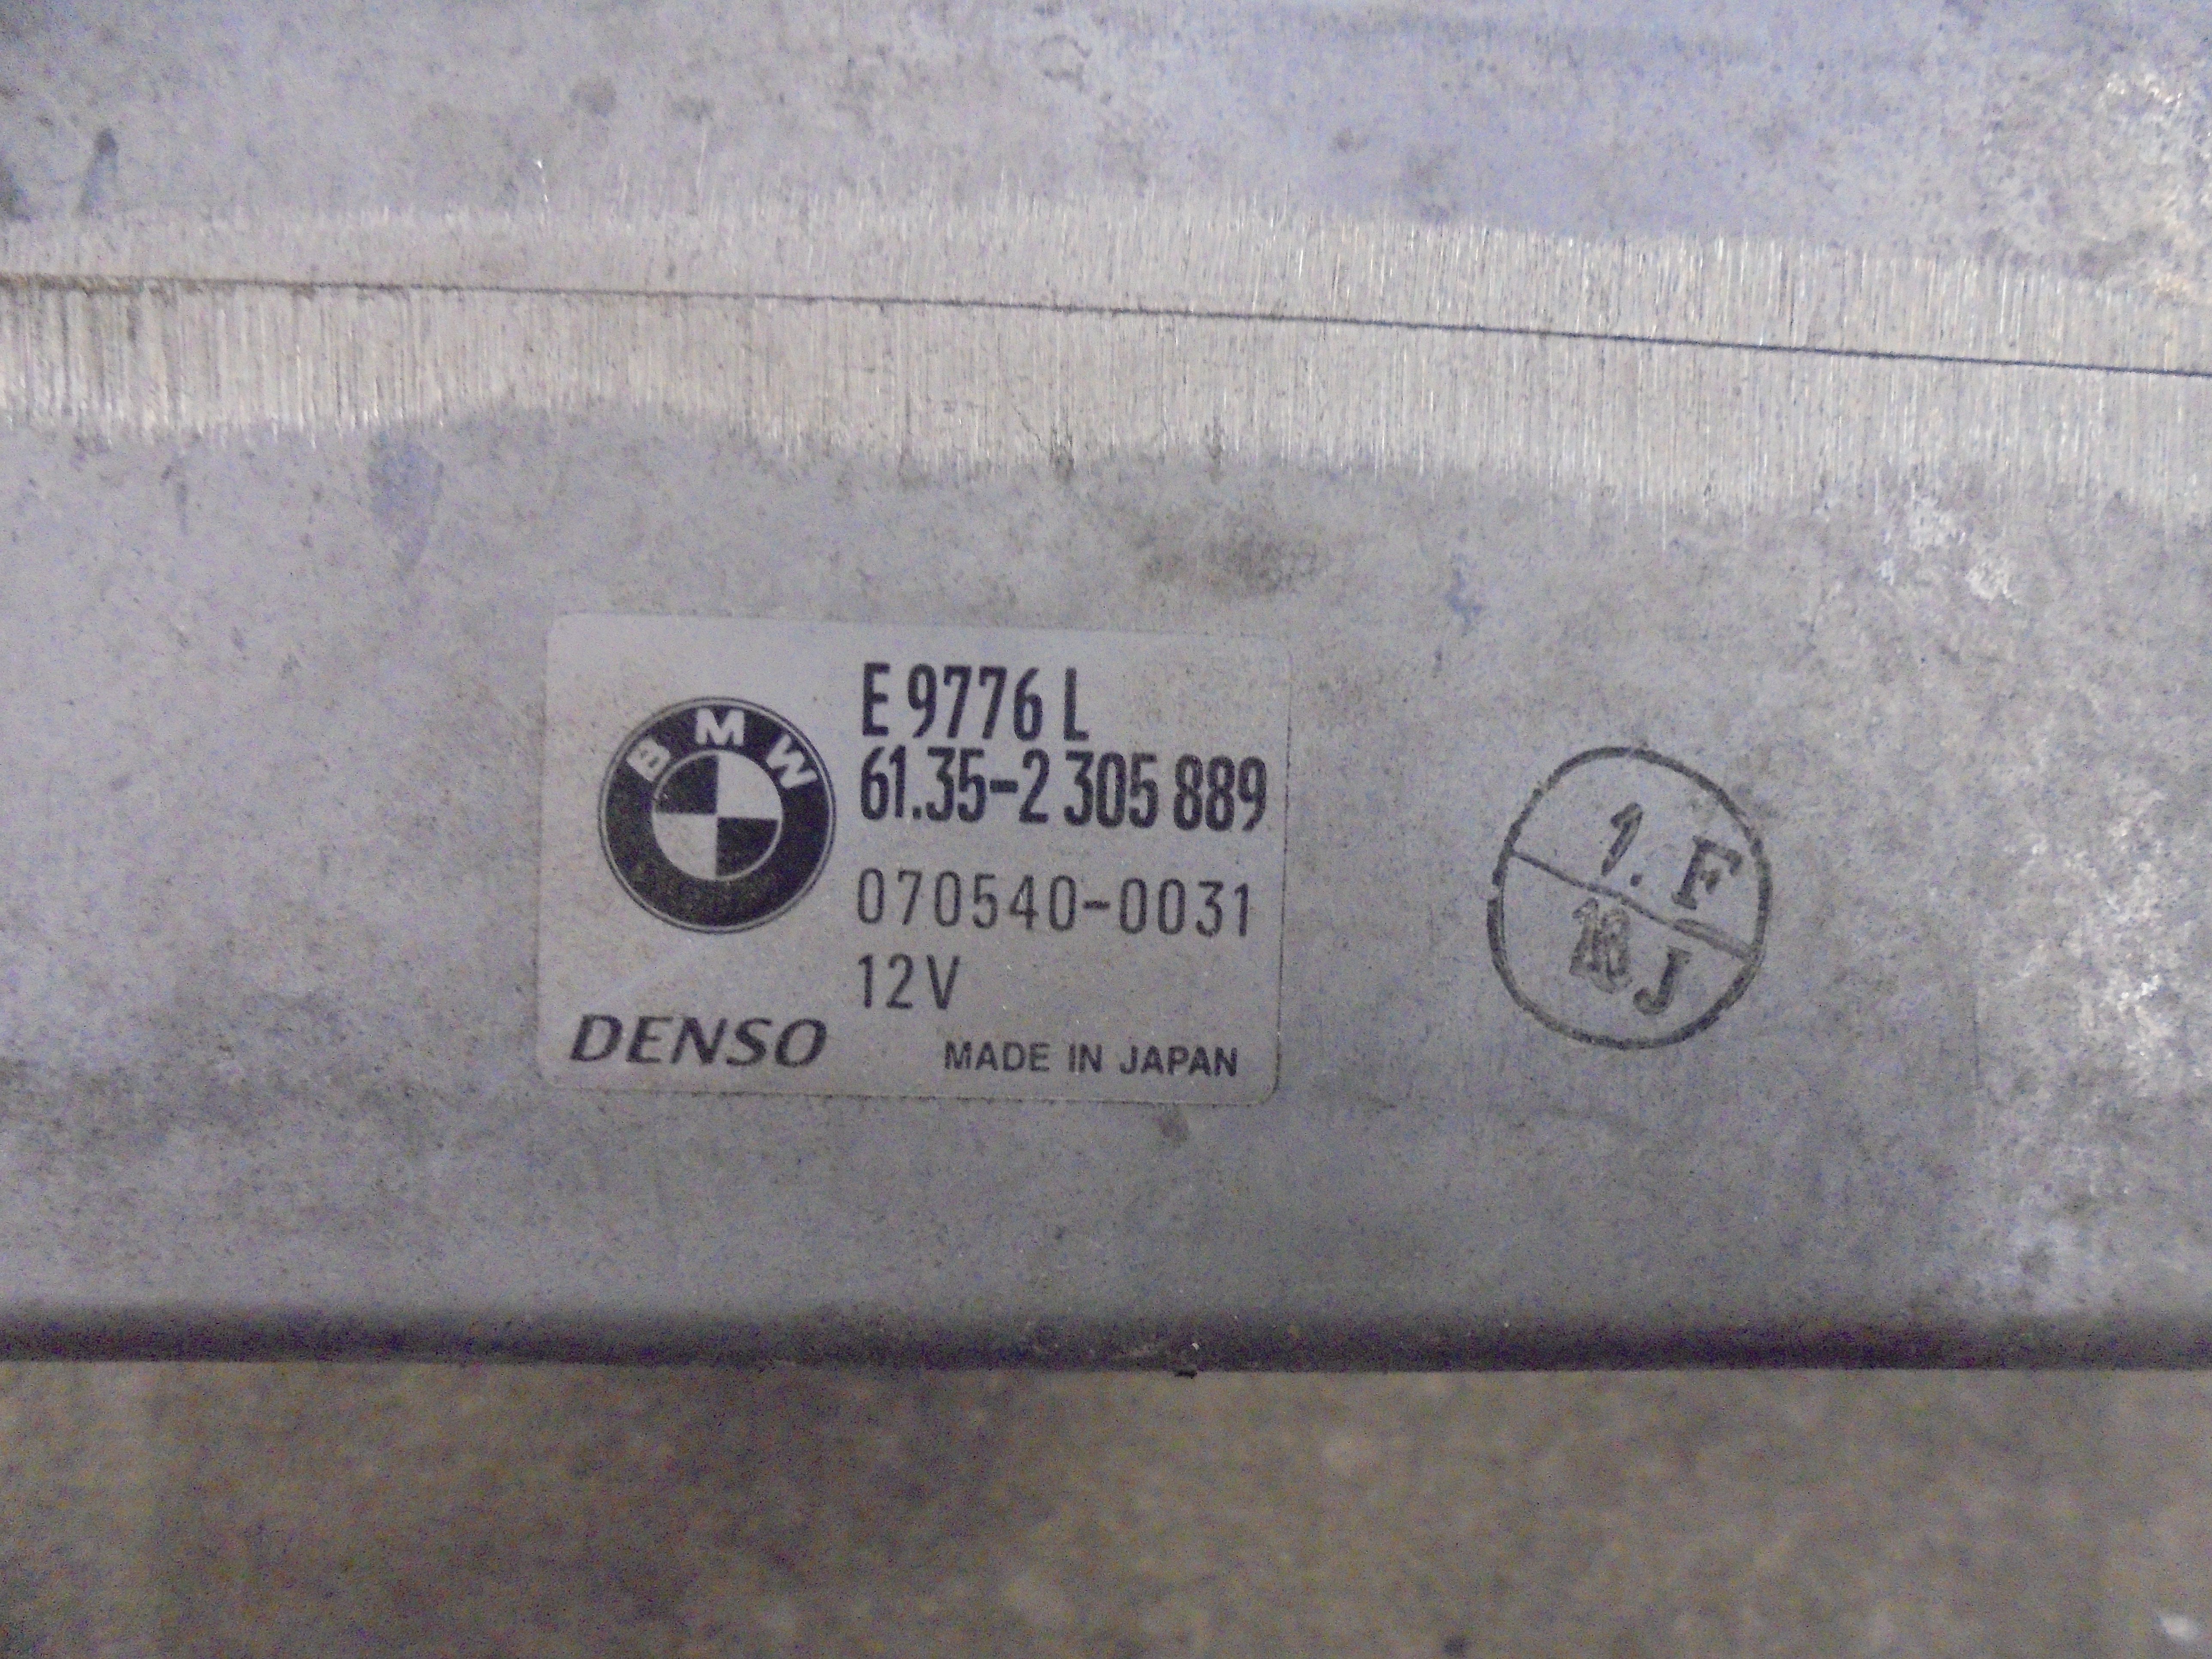 BMW
E 9776 L
61.35-2 305 889
070540-0031
12V
DENSO
MADE IN JAPAN
1. F
J